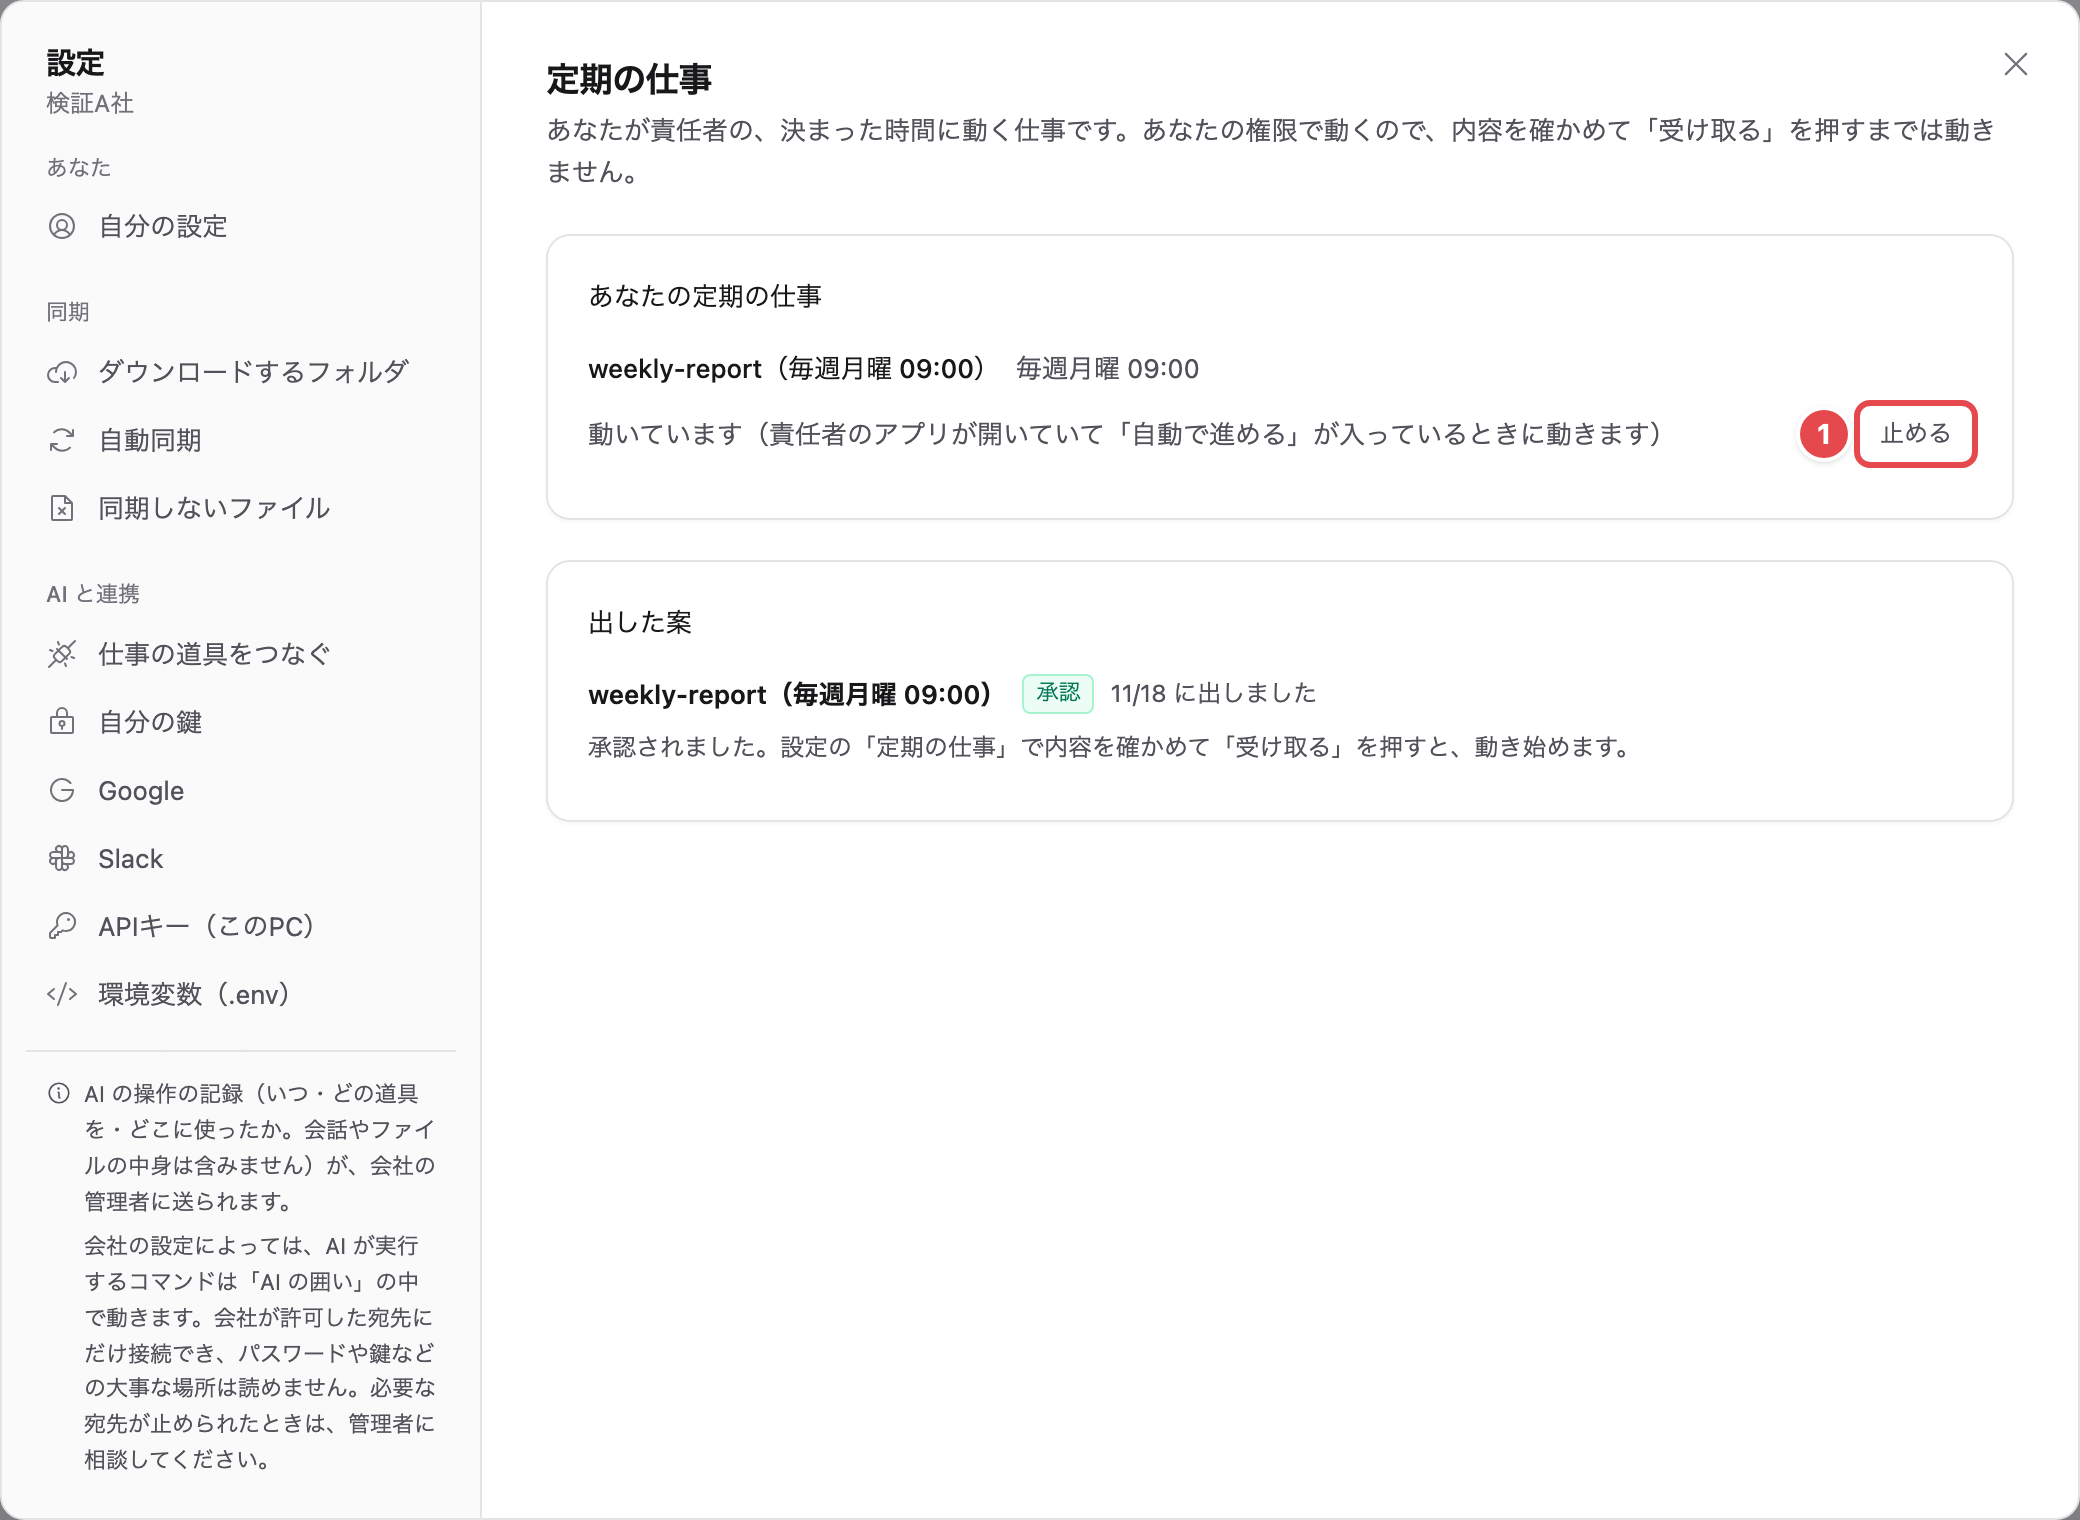 設定
検証A社
あなた
自分の設定
同期
ダウンロードするフォルダ
自動同期
同期しないファイル
AI と連携
仕事の道具をつなぐ
自分の鍵
Google
Slack
APIキー（このPC）
環境変数（.env）
AI の操作の記録（いつ・どの道具
を・どこに使ったか。会話やファイ
ルの中身は含みません）が、会社の
管理者に送られます。
会社の設定によっては、AI が実行
するコマンドは「AI の囲い」の中
で動きます。会社が許可した宛先に
だけ接続でき、パスワードや鍵など
の大事な場所は読めません。必要な
宛先が止められたときは、管理者に
相談してください。
定期の仕事
あなたが責任者の、決まった時間に動く仕事です。あなたの権限で動くので、内容を確かめて「受け取る」を押すまでは動き
ません。
あなたの定期の仕事
weekly-report（毎週月曜 09:00） 毎週月曜 09:00
動いています（責任者のアプリが開いていて「自動で進める」が入っているときに動きます） 1 止める
出した案
weekly-report（毎週月曜 09:00） 承認 11/18 に出しました
承認されました。設定の「定期の仕事」で内容を確かめて「受け取る」を押すと、動き始めます。